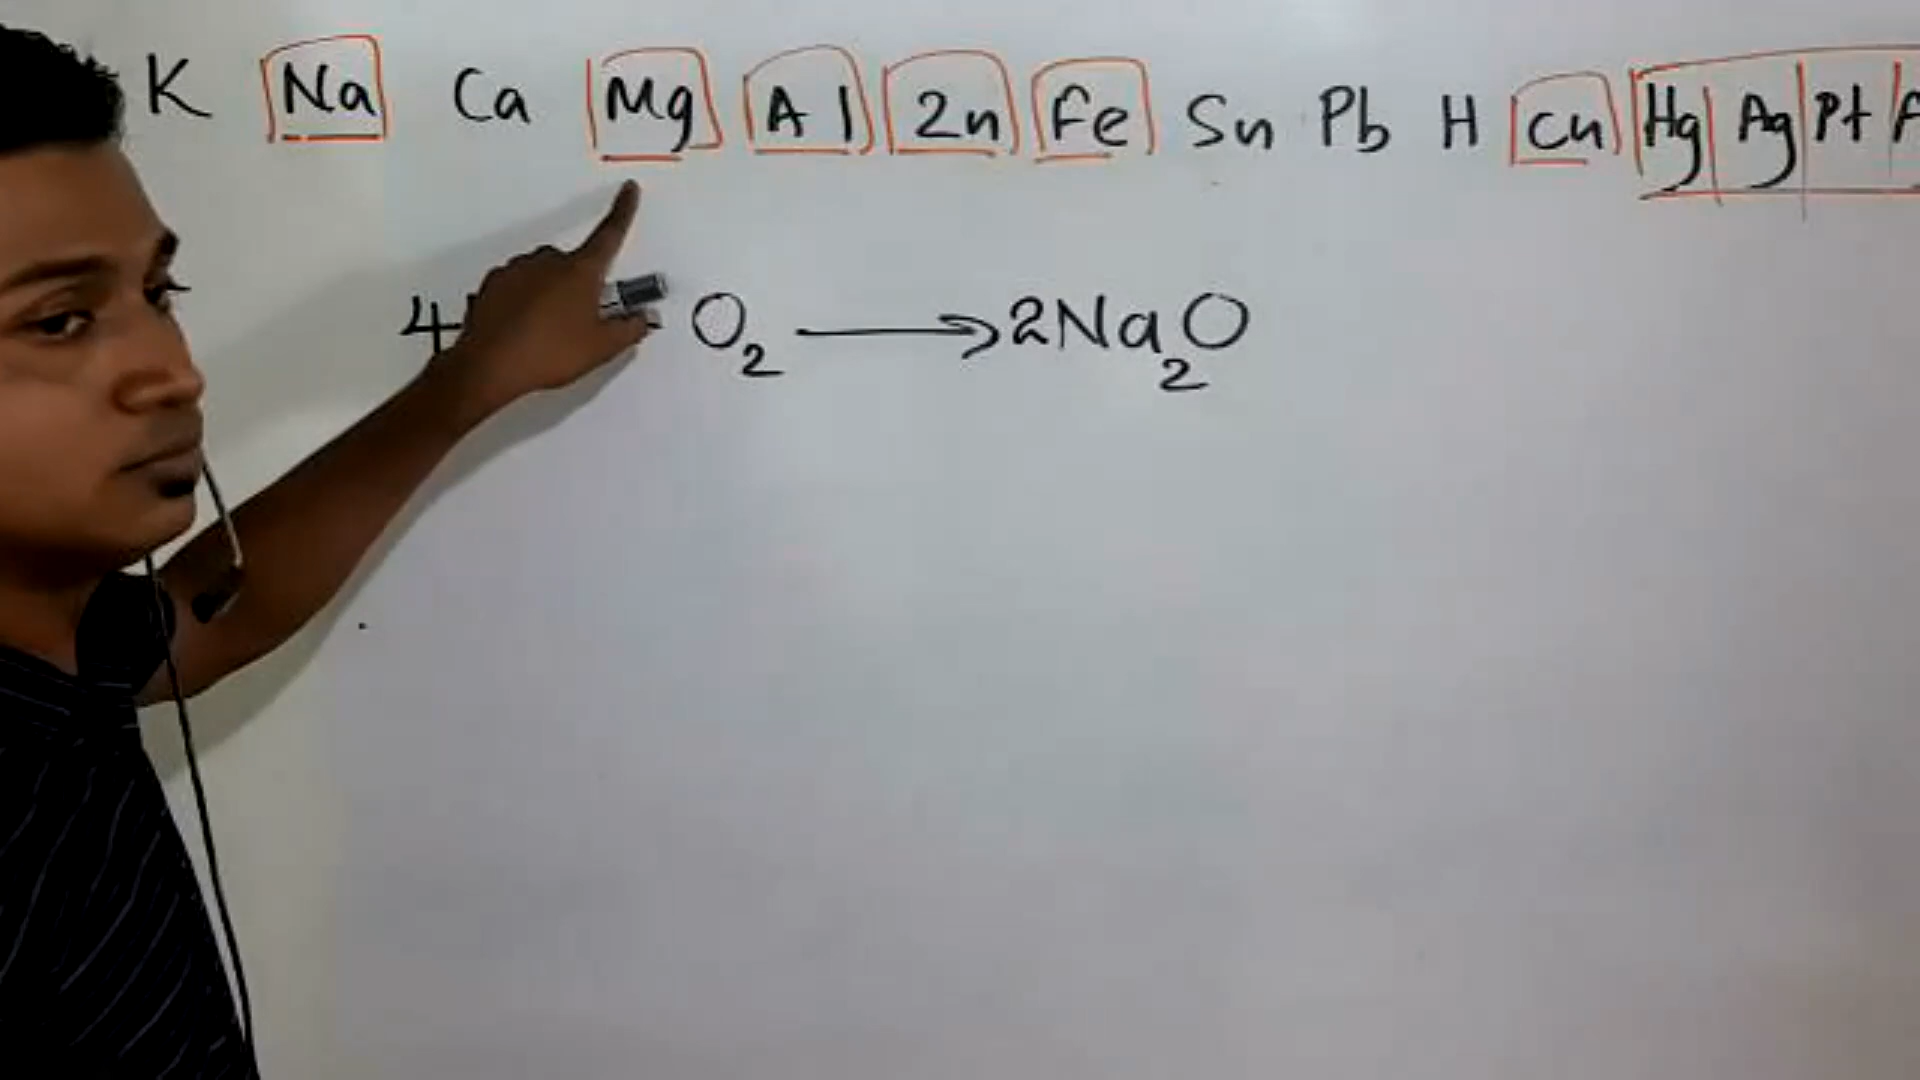 K Na Ca Mg Al Zn Fe Sn Pb H Cu Hg Ag Pt
4 O₂ → 2Na₂O